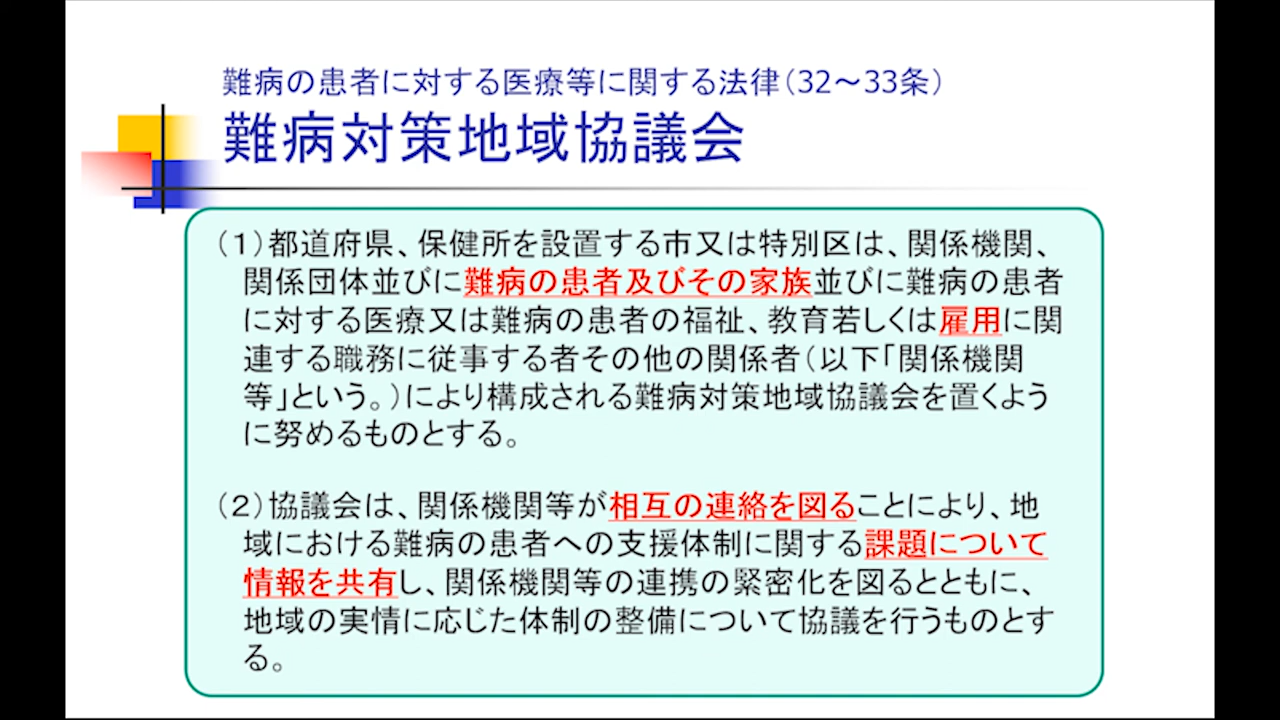 難病の患者に対する医療等に関する法律(32〜33条)
難病対策地域協議会
(1)都道府県、保健所を設置する市又は特別区は、関係機関、
関係団体並びに難病の患者及びその家族並びに難病の患者
に対する医療又は難病の患者の福祉、教育若しくは雇用に関
連する職務に従事する者その他の関係者(以下「関係機関
等」という。)により構成される難病対策地域協議会を置くよう
に努めるものとする。
(2)協議会は、関係機関等が相互の連絡を図ることにより、地
域における難病の患者への支援体制に関する課題について
情報を共有し、関係機関等の連携の緊密化を図るとともに、
地域の実情に応じた体制の整備について協議を行うものとす
る。